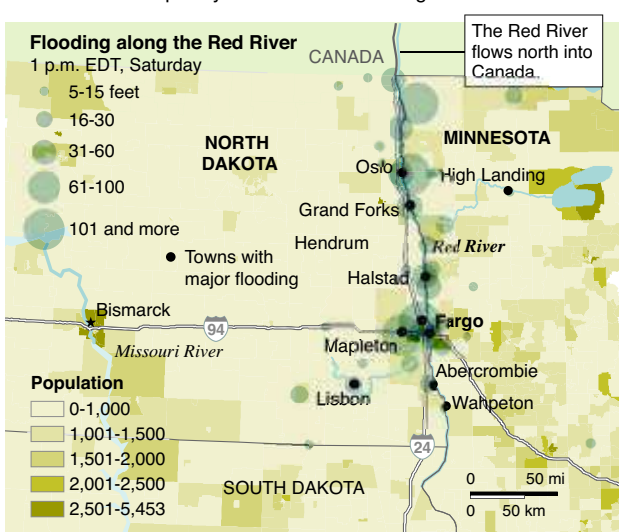 The Red River
flows north into
Canada.
Flooding along the Red River
1 p.m. EDT, Saturday
5-15 feet
16-30
31-60
61-100
101 and more
Towns with
major flooding
CANADA
NORTH
DAKOTA
MINNESOTA
Oslo
High Landing
Grand Forks
Hendrum
Red River
Halstad
Bismarck
94
Fargo
Missouri River
Mapleton
Abercrombie
Lisbon
Wahpeton
Population
0-1,000
1,001-1,500
1,501-2,000
2,001-2,500
2,501-5,453
24
SOUTH DAKOTA
0 50 mi
0 50 km